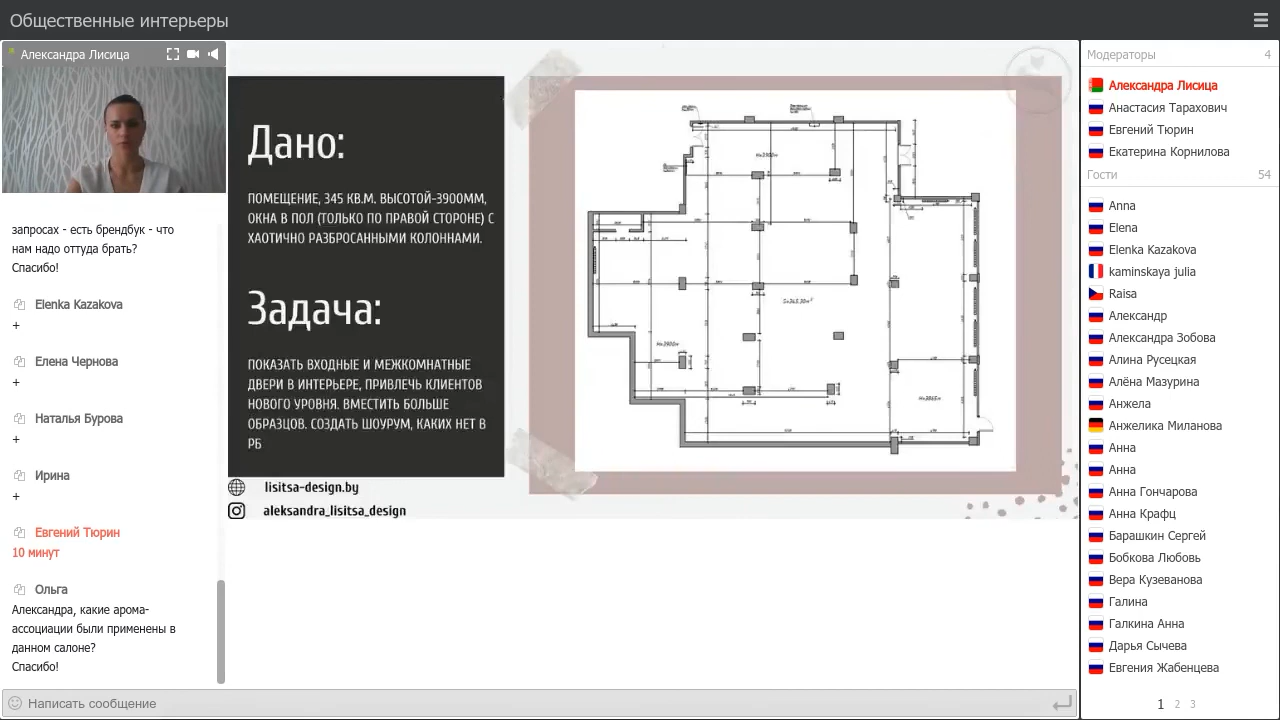 Общественные интерьеры
Александра Лисица
запросах - есть брендбук - что
нам надо оттуда брать?
Спасибо!
Elenka Kazakova
+
Елена Чернова
+
Наталья Бурова
+
Ирина
+
Евгений Тюрин
10 минут
Ольга
Александра, какие арома-
ассоциации были применены в
данном салоне?
Спасибо!
Написать сообщение
Дано:
ПОМЕЩЕНИЕ, 345 КВ.М. ВЫСОТОЙ-3900ММ,
ОКНА В ПОЛ (ТОЛЬКО ПО ПРАВОЙ СТОРОНЕ) С
ХАОТИЧНО РАЗБРОСАННЫМИ КОЛОННАМИ.
Задача:
ПОКАЗАТЬ ВХОДНЫЕ И МЕЖКОМНАТНЫЕ
ДВЕРИ В ИНТЕРЬЕРЕ, ПРИВЛЕЧЬ КЛИЕНТОВ
НОВОГО УРОВНЯ. ВМЕСТИТЬ БОЛЬШЕ
ОБРАЗЦОВ. СОЗДАТЬ ШОУРУМ, КАКИХ НЕТ В
РБ
lisitsa-design.by
aleksandra_lisitsa_design
Модераторы 4
Александра Лисица
Анастасия Тарахович
Евгений Тюрин
Екатерина Корнилова
Гости 54
Anna
Elena
Elenka Kazakova
kaminskaya julia
Raisa
Александр
Александра Зобова
Алина Русецкая
Алёна Мазурина
Анжела
Анжелика Миланова
Анна
Анна
Анна Гончарова
Анна Крафц
Барашкин Сергей
Бобкова Любовь
Вера Кузеванова
Галина
Галкина Анна
Дарья Сычева
Евгения Жабенцева
1 2 3